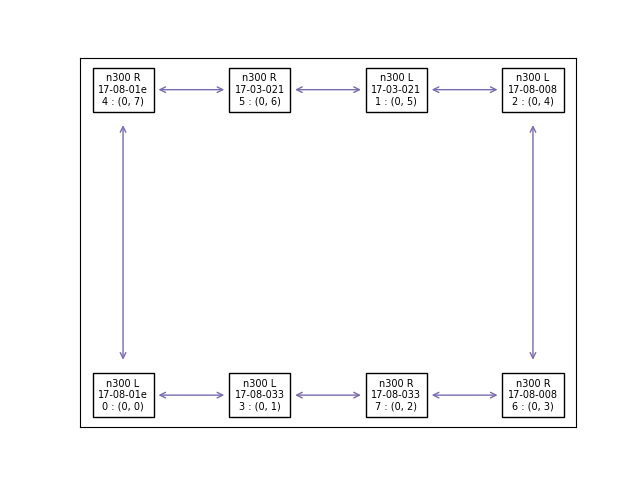 n300 R
17-08-01e
4 : (0, 7)
n300 R
17-03-021
5 : (0, 6)
n300 L
17-03-021
1 : (0, 5)
n300 L
17-08-008
2 : (0, 4)
n300 L
17-08-01e
0 : (0, 0)
n300 L
17-08-033
3 : (0, 1)
n300 R
17-08-033
7 : (0, 2)
n300 R
17-08-008
6 : (0, 3)